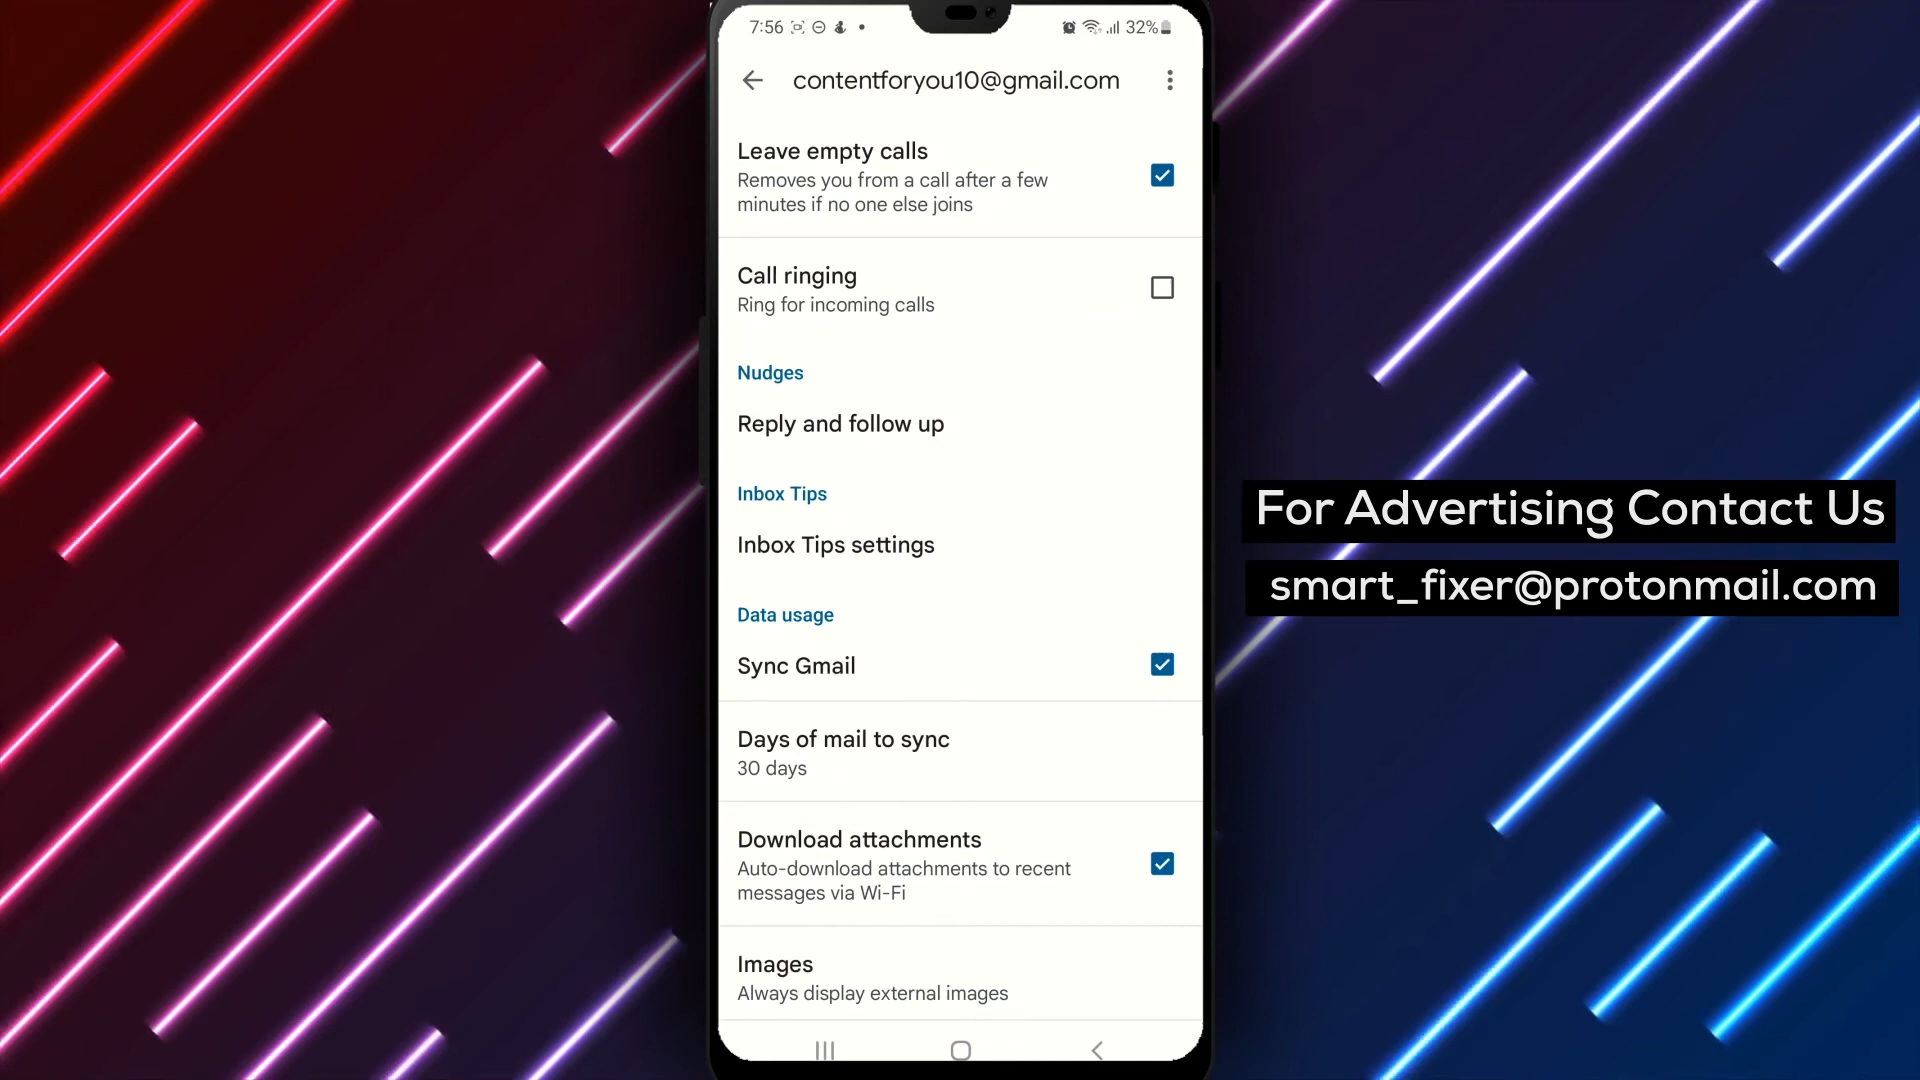 7:56
32%
contentforyou10@gmail.com
Leave empty calls
Removes you from a call after a few
minutes if no one else joins
Call ringing
Ring for incoming calls
Nudges
Reply and follow up
Inbox Tips
Inbox Tips settings
Data usage
Sync Gmail
Days of mail to sync
30 days
Download attachments
Auto-download attachments to recent
messages via Wi-Fi
Images
Always display external images
For Advertising Contact Us
smart_fixer@protonmail.com